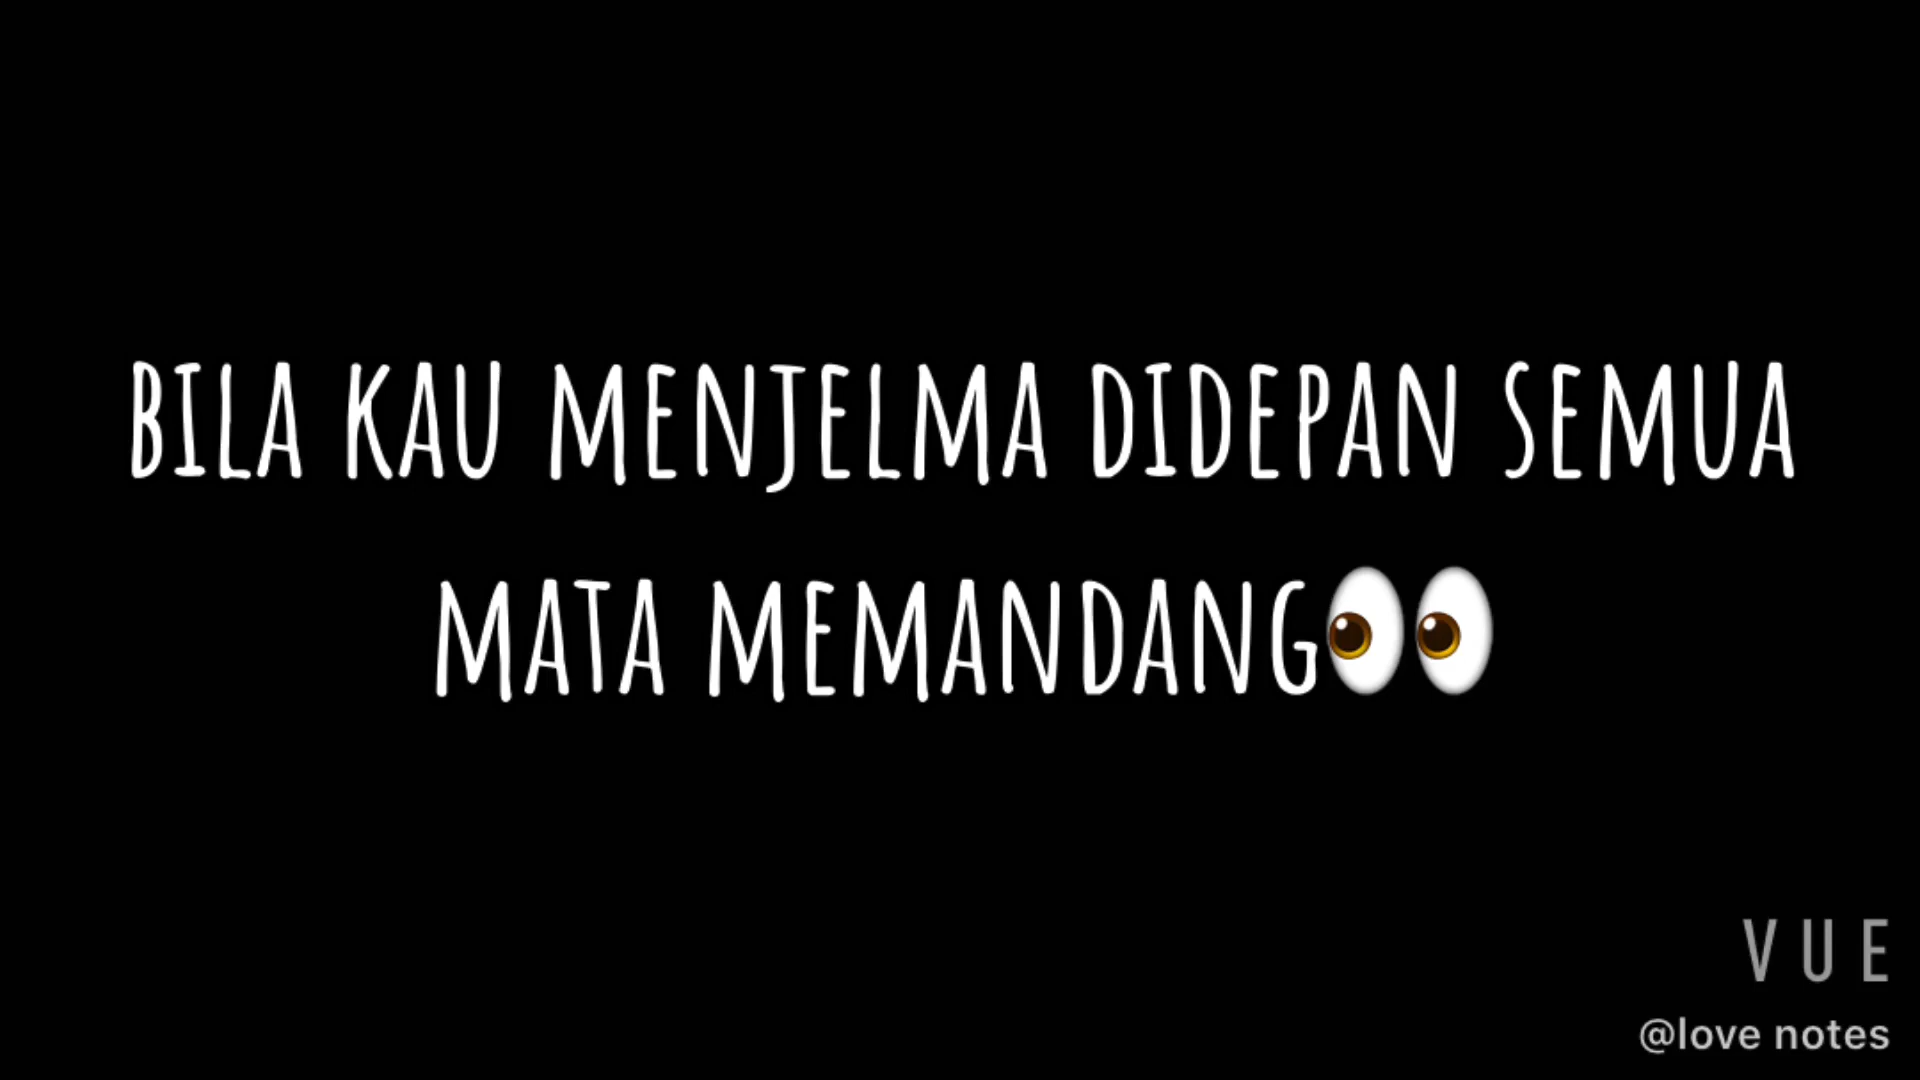 BILA KAU MENJELMA DIDEPAN SEMUA
MATA MEMANDANG👀
VUE
@love notes